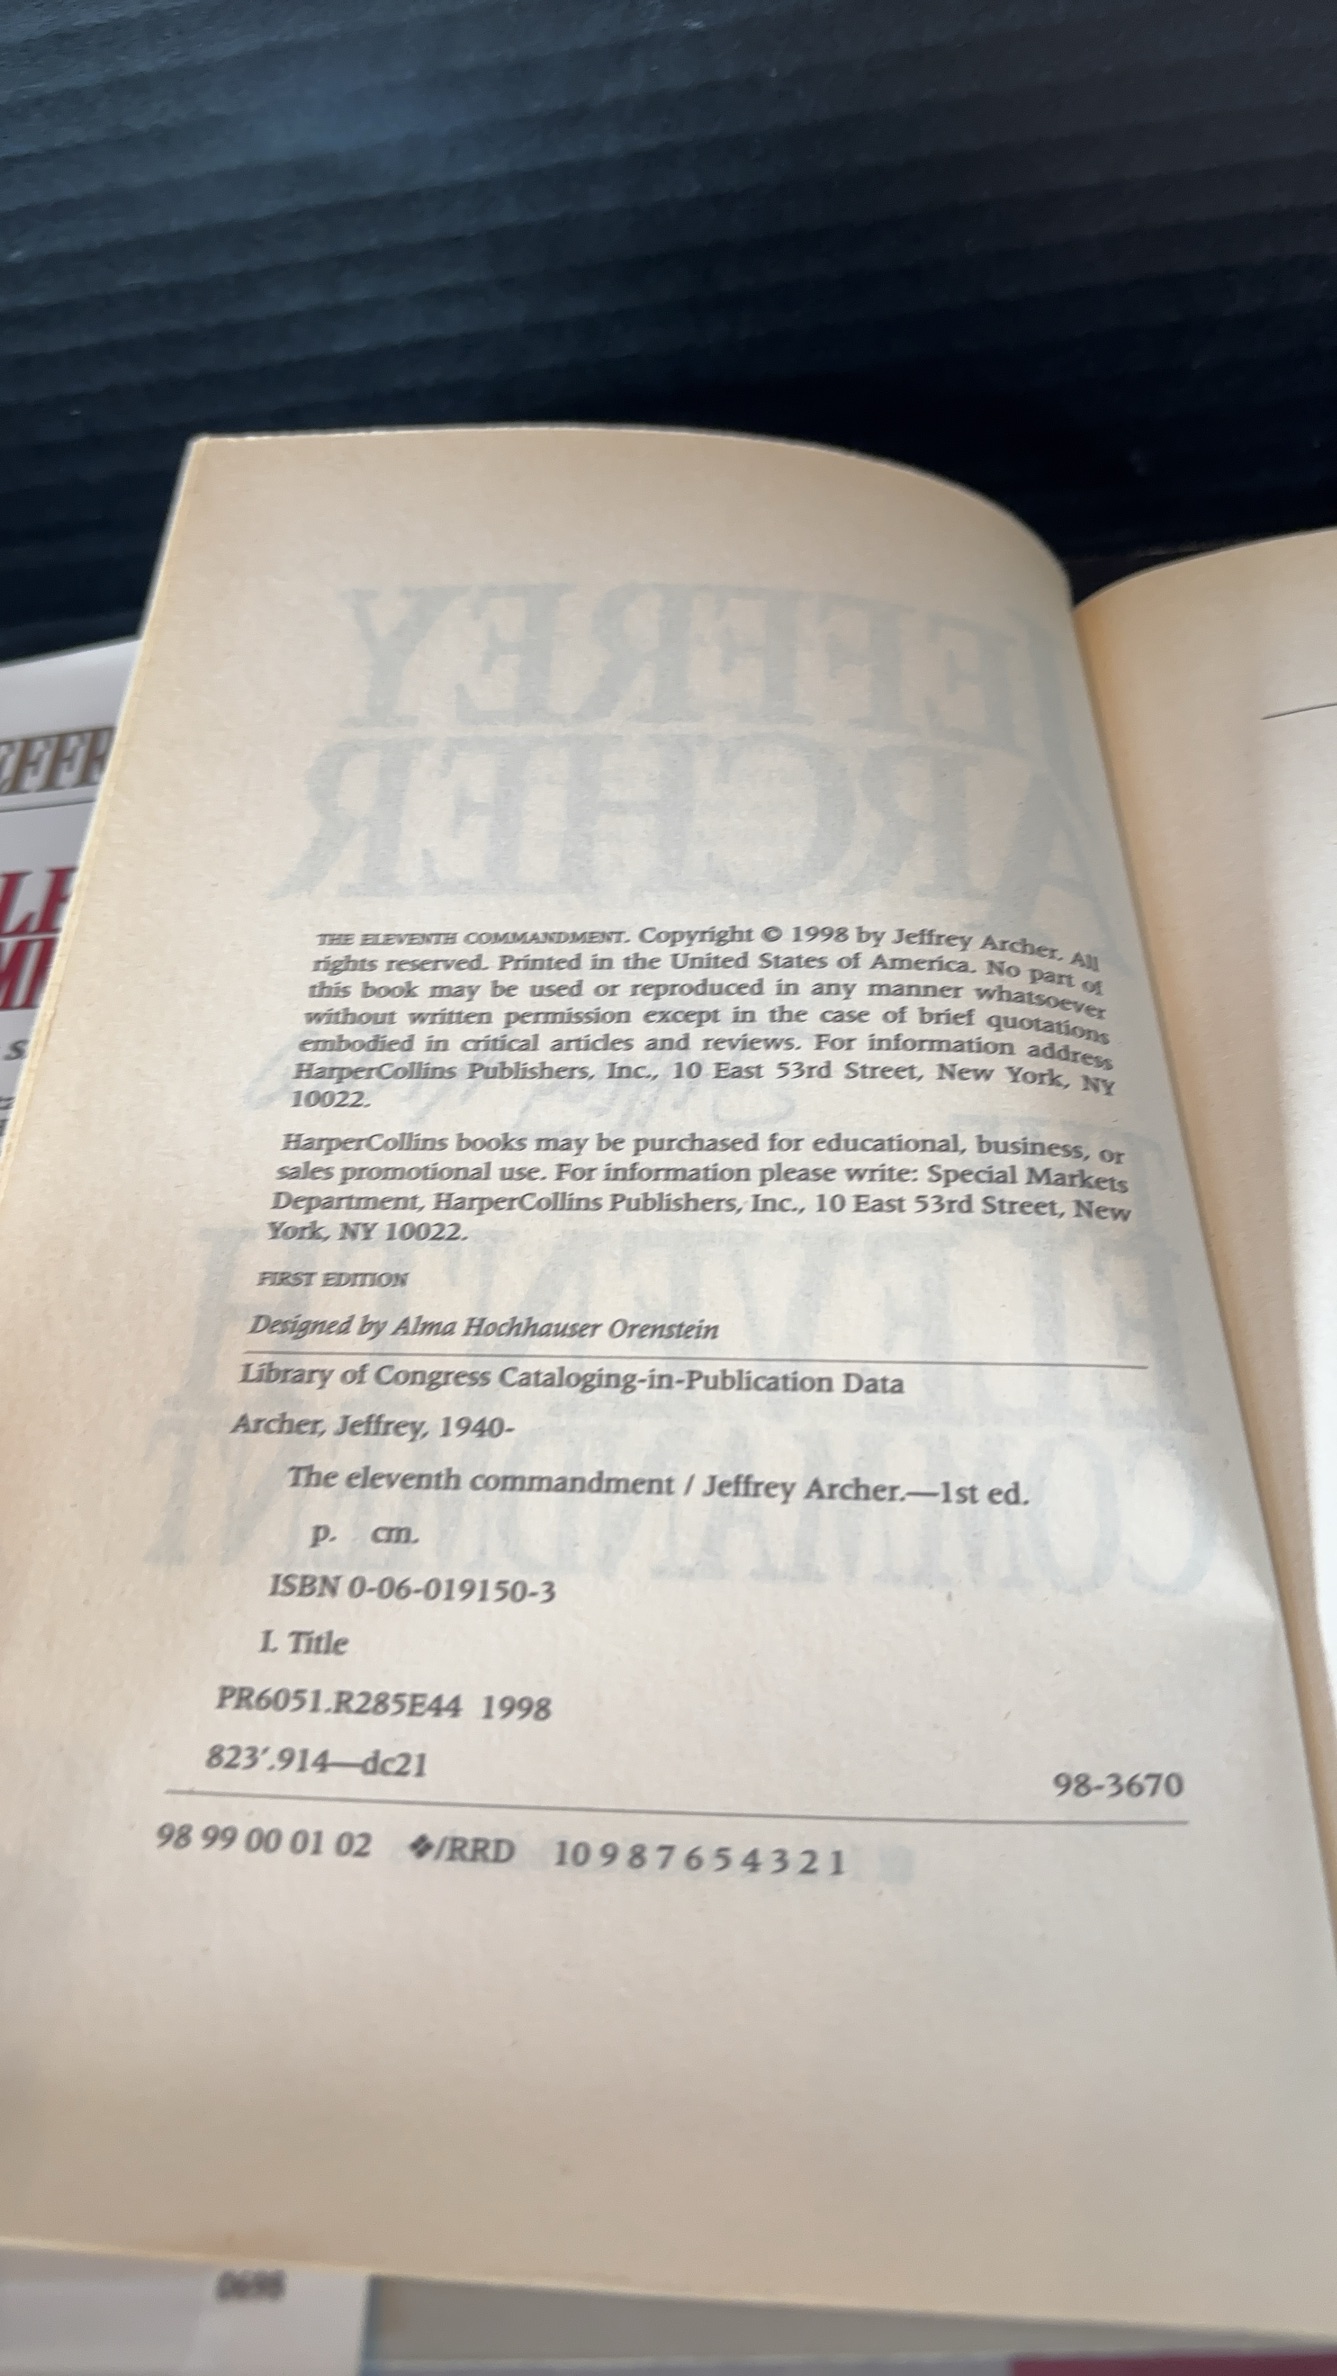 THE ELEVENTH COMMANDMENT. Copyright © 1998 by Jeffrey Archer. All
rights reserved. Printed in the United States of America. No part of
this book may be used or reproduced in any manner whatsoever
without written permission except in the case of brief quotations
embodied in critical articles and reviews. For information address
HarperCollins Publishers, Inc., 10 East 53rd Street, New York, NY
10022.
HarperCollins books may be purchased for educational, business, or
sales promotional use. For information please write: Special Markets
Department, HarperCollins Publishers, Inc., 10 East 53rd Street, New
York, NY 10022.
FIRST EDITION
Designed by Alma Hochhauser Orenstein
Library of Congress Cataloging-in-Publication Data
Archer, Jeffrey, 1940-
The eleventh commandment / Jeffrey Archer.—1st ed.
p. cm.
ISBN 0-06-019150-3
I. Title
PR6051.R285E44 1998
823'.914—dc21
98-3670
98 99 00 01 02 ❖/RRD 10 9 8 7 6 5 4 3 2 1
0698